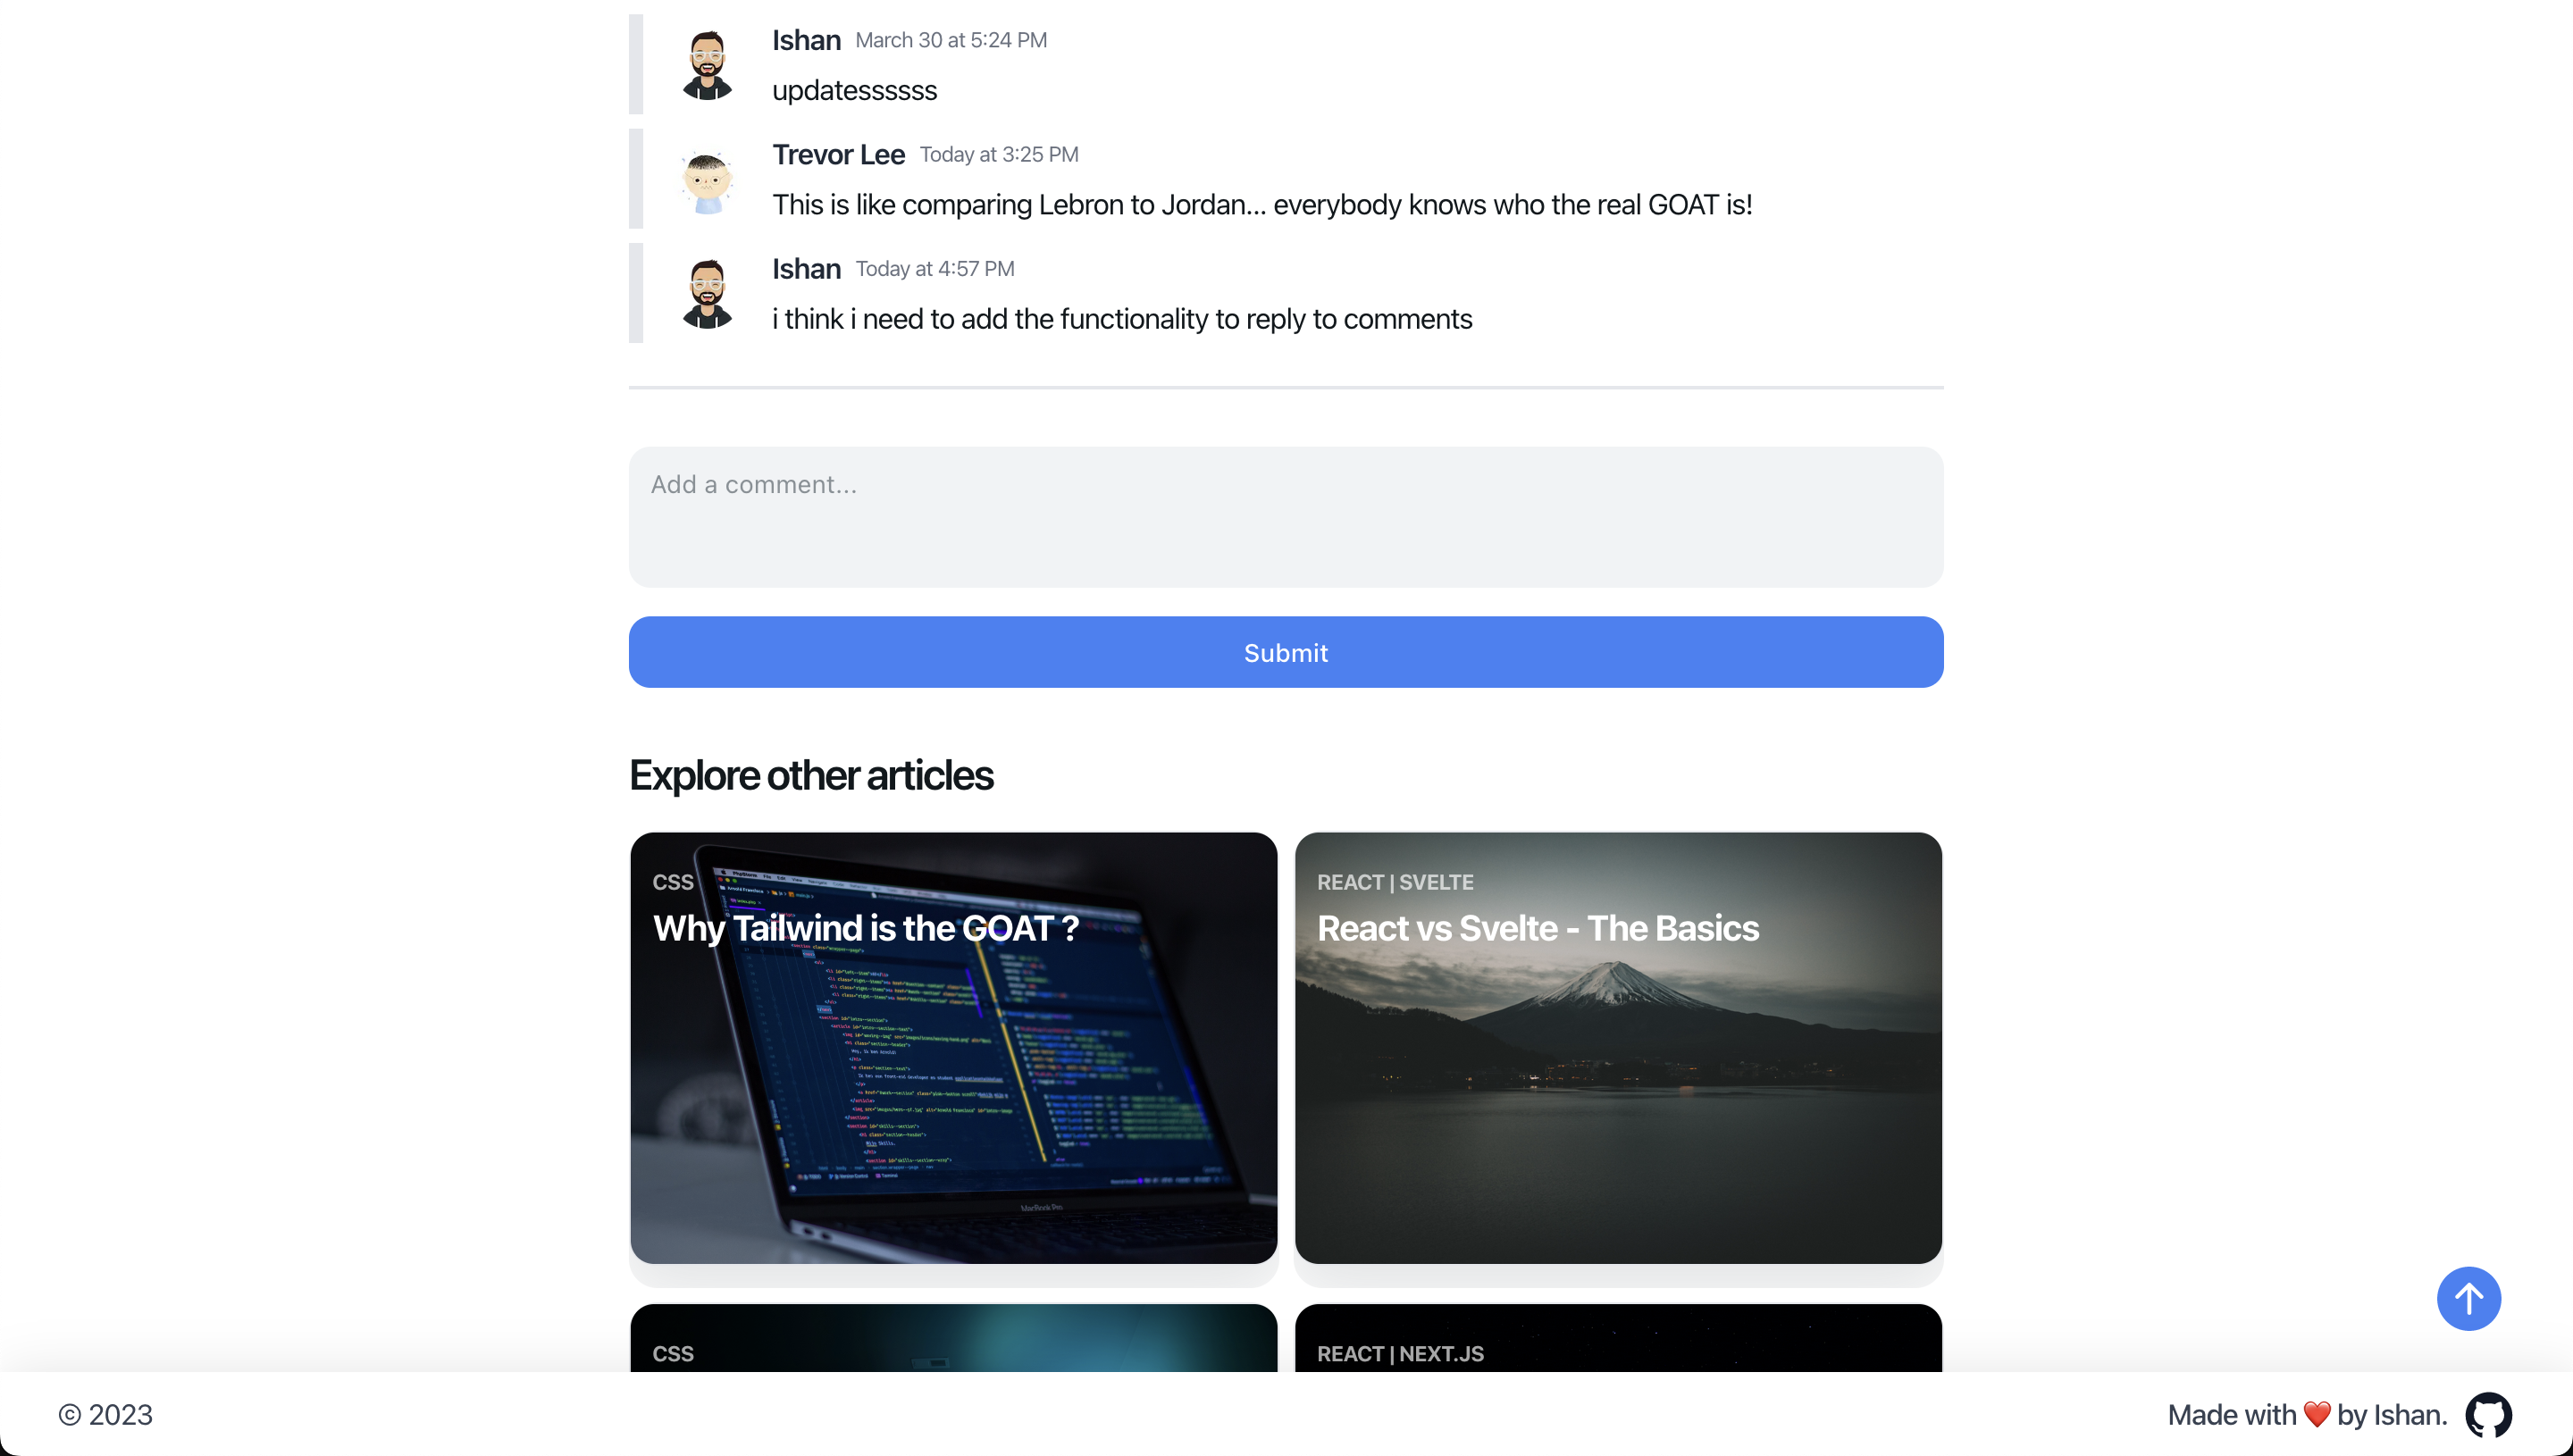 Ishan March 30 at 5:24 PM
updatessssss
Trevor Lee Today at 3:25 PM
This is like comparing Lebron to Jordan... everybody knows who the real GOAT is!
Ishan Today at 4:57 PM
i think i need to add the functionality to reply to comments
Add a comment...
Submit
Explore other articles
CSS
Why Tailwind is the GOAT ?
MacBook Pro
REACT | SVELTE
React vs Svelte - The Basics
CSS
REACT | NEXT.JS
© 2023
Made with ❤️ by Ishan.